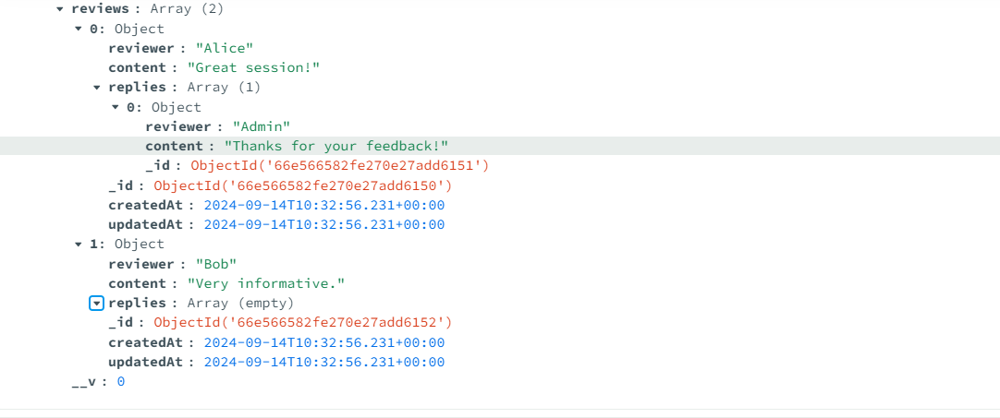 reviews : Array (2)
0: Object
reviewer : "Alice"
content : "Great session!"
replies : Array (1)
0: Object
reviewer : "Admin"
content : "Thanks for your feedback!"
_id : ObjectId('66e566582fe270e27add6151')
_id : ObjectId('66e566582fe270e27add6150')
createdAt : 2024-09-14T10:32:56.231+00:00
updatedAt : 2024-09-14T10:32:56.231+00:00
1: Object
reviewer : "Bob"
content : "Very informative."
replies : Array (empty)
_id : ObjectId('66e566582fe270e27add6152')
createdAt : 2024-09-14T10:32:56.231+00:00
updatedAt : 2024-09-14T10:32:56.231+00:00
__v : 0